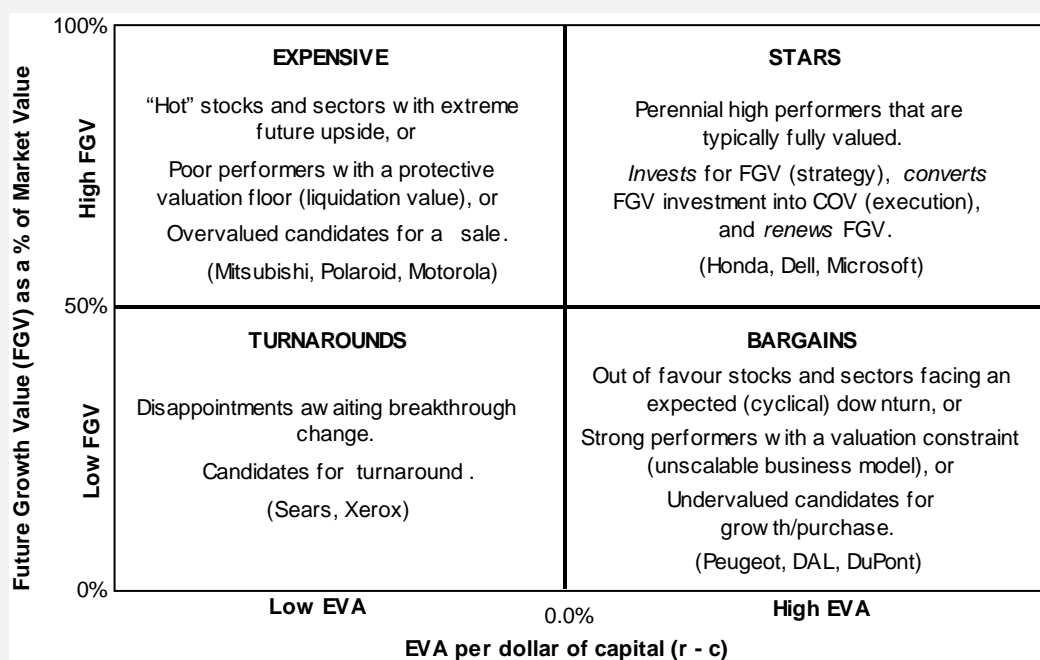 Future Growth Value (FGV) as a % of Market Value
High FGV
Low FGV
100%
50%
0%
EXPENSIVE
“Hot” stocks and sectors with extreme
future upside, or
Poor performers with a protective
valuation floor (liquidation value), or
Overvalued candidates for a sale.
(Mitsubishi, Polaroid, Motorola)
STARS
Perennial high performers that are
typically fully valued.
Invests for FGV (strategy), converts
FGV investment into COV (execution),
and renews FGV.
(Honda, Dell, Microsoft)
TURNAROUNDS
Disappointments awaiting breakthrough
change.
Candidates for turnaround .
(Sears, Xerox)
BARGAINS
Out of favour stocks and sectors facing an
expected (cyclical) downturn, or
Strong performers with a valuation constraint
(unscalable business model), or
Undervalued candidates for
growth/purchase.
(Peugeot, DAL, DuPont)
Low EVA
0.0%
High EVA
EVA per dollar of capital (r - c)